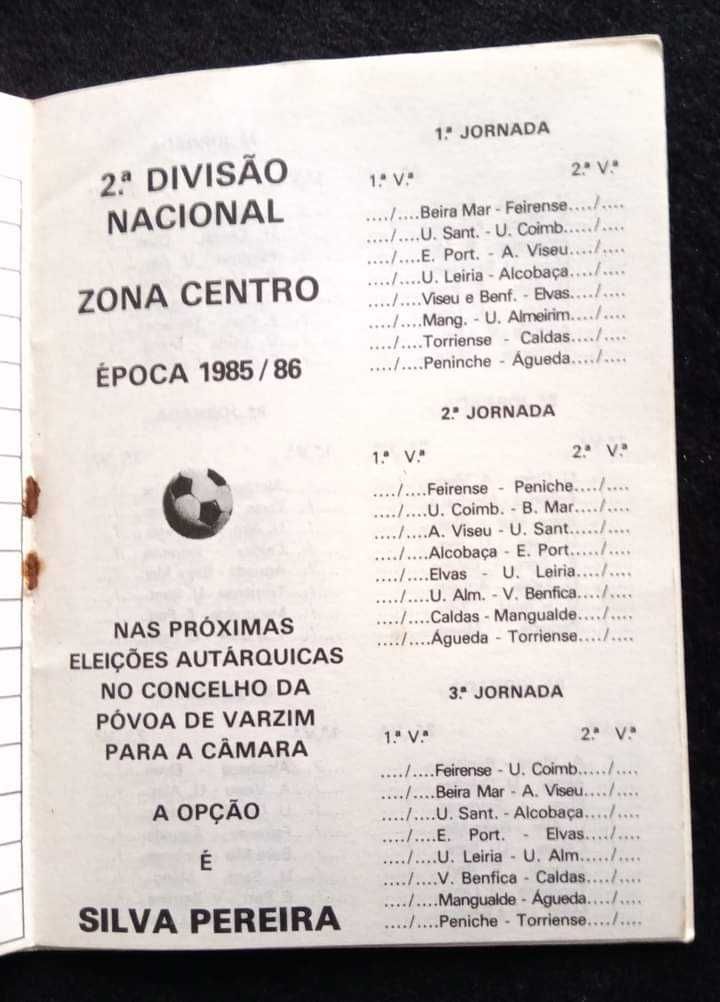 2.ª DIVISÃO
NACIONAL
ZONA CENTRO
ÉPOCA 1985/86
NAS PRÓXIMAS
ELEIÇÕES AUTÁRQUICAS
NO CONCELHO DA
PÓVOA DE VARZIM
PARA A CÂMARA
A OPÇÃO
É
SILVA PEREIRA
1.ª JORNADA
1.ª V.ª 2.ª V.ª
..../....Beira Mar - Feirense..../....
..../....U. Sant. - U. Coimb...../....
..../....E. Port. - A. Viseu..../....
..../....U. Leiria - Alcobaça..../....
..../....Viseu e Benf. - Elvas..../....
..../....Mang. - U. Almeirim..../....
..../....Torriense - Caldas..../....
..../....Peninche - Águeda..../....
2.ª JORNADA
1.ª V.ª 2.ª V.ª
..../....Feirense - Peniche..../....
..../....U. Coimb. - B. Mar..../....
..../....A. Viseu - U. Sant..../....
..../....Alcobaça - E. Port..../....
..../....Elvas - U. Leiria..../....
..../....U. Alm. - V. Benfica..../....
..../....Caldas - Mangualde..../....
..../....Águeda - Torriense..../....
3.ª JORNADA
1.ª V.ª 2.ª V.ª
..../....Feirense - U. Coimb...../....
..../....Beira Mar - A. Viseu..../....
..../....U. Sant. - Alcobaça..../....
..../....E. Port. - Elvas..../....
..../....U. Leiria - U. Alm..../....
..../....V. Benfica - Caldas..../....
..../....Mangualde - Águeda..../....
..../....Peniche - Torriense..../....